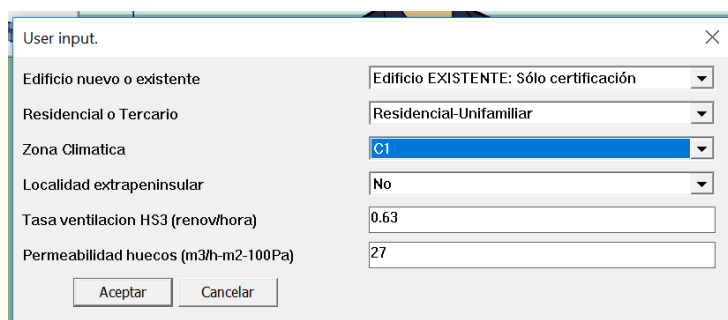 User input.
Edificio nuevo o existente Edificio EXISTENTE: Sólo certificación
Residencial o Tercario Residencial-Unifamiliar
Zona Climatica C1
Localidad extrapeninsular No
Tasa ventilacion HS3 (renov/hora) 0.63
Permeabilidad huecos (m3/h-m2-100Pa) 27
Aceptar Cancelar